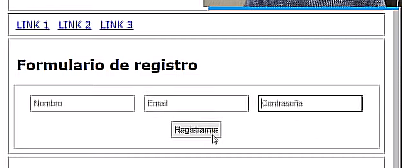 LINK 1 LINK 2 LINK 3
Formulario de registro
Nombre Email Contraseña
Registrarme